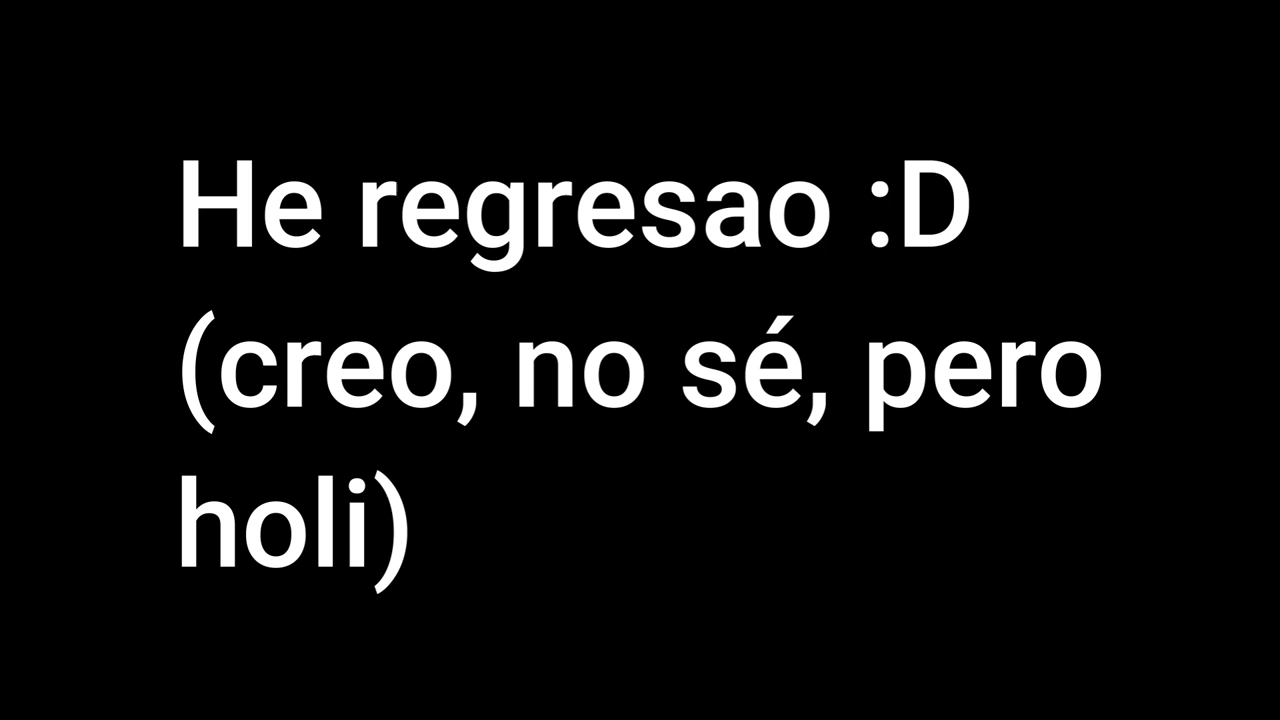 He regresao :D
(creo, no sé, pero
holi)